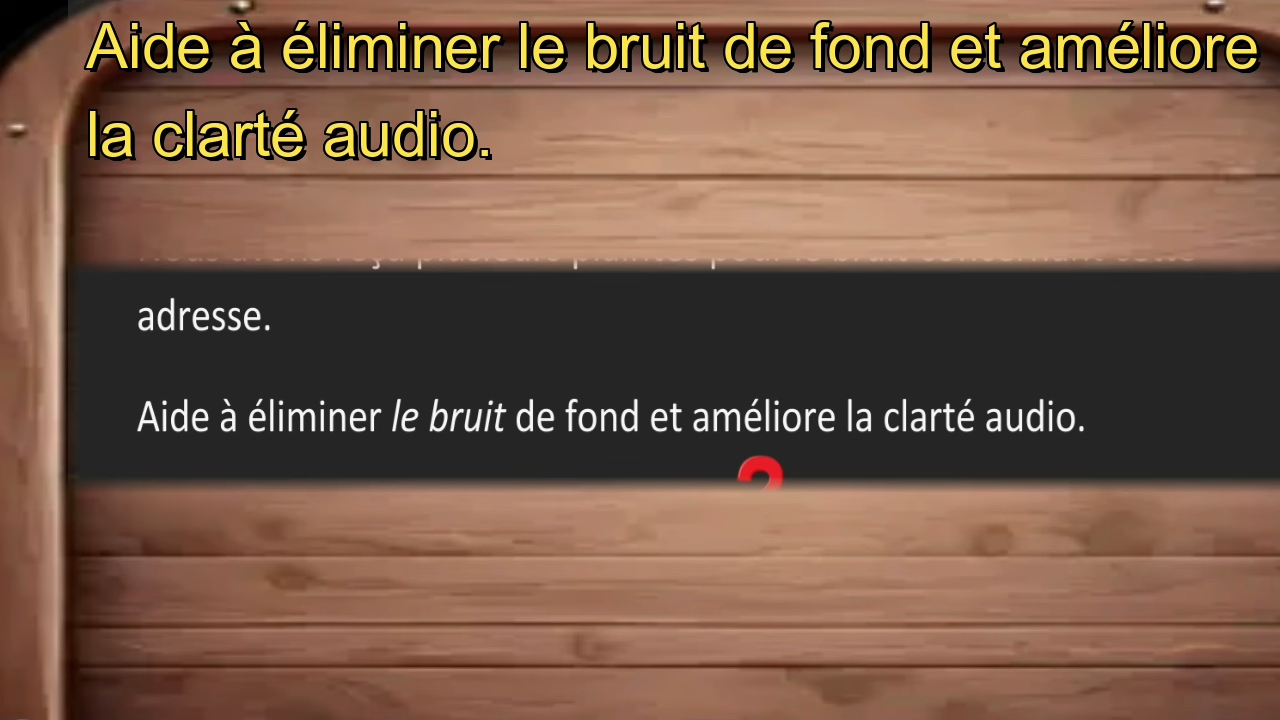 Aide à éliminer le bruit de fond et améliore
la clarté audio.
adresse.
Aide à éliminer le bruit de fond et améliore la clarté audio.